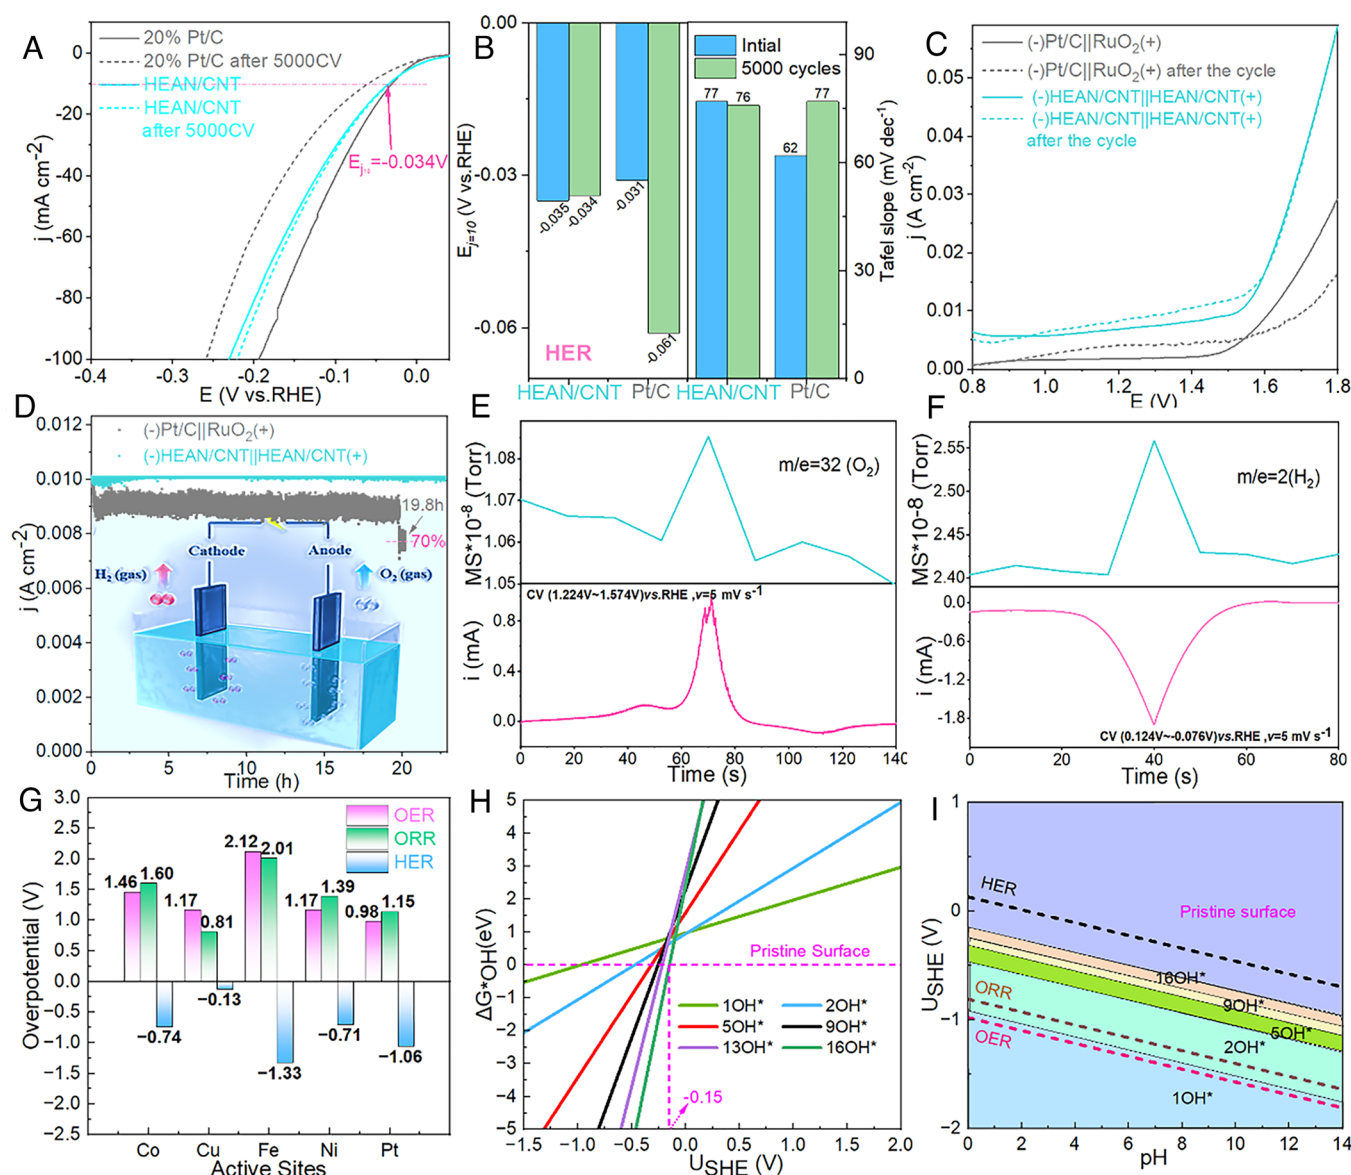 A
20% Pt/C
20% Pt/C after 5000CV
HEAN/CNT
HEAN/CNT
after 5000CV
E =-0.034V
0
-20
-40
-60
-80
-100
-0.4
-0.3
-0.2
-0.1
0.0
j (mA cm-2)
E (V vs.RHE)
B
Intial
5000 cycles
0.00
-0.03
-0.06
Ej=10 (V vs.RHE)
-0.035
-0.034
-0.031
-0.061
77
76
62
77
90
60
30
0
Tafel slope (mV dec-1)
HER
HEAN/CNT
Pt/C
HEAN/CNT
Pt/C
C
(-)Pt/C||RuO2(+)
(-)Pt/C||RuO2(+) after the cycle
(-)HEAN/CNT||HEAN/CNT(+)
(-)HEAN/CNT||HEAN/CNT(+)
after the cycle
0.05
0.04
0.03
0.02
0.01
0.00
0.8
1.0
1.2
1.4
1.6
1.8
j (A cm-2)
E (V)
D
(-)Pt/C||RuO2(+)
(-)HEAN/CNT||HEAN/CNT(+)
0.012
0.010
0.008
0.006
0.004
0.002
0.000
0
5
10
15
20
j (A cm-2)
Time (h)
19.8h
70%
Cathode
Anode
H2 (gas)
O2 (gas)
E
m/e=32 (O2)
1.08
1.07
1.06
1.05
MS*10-8 (Torr)
CV (1.224V~1.574V)vs.RHE ,v=5 mV s-1
0.8
0.4
0.0
i (mA)
0
20
40
60
80
100
120
140
Time (s)
F
m/e=2(H2)
2.55
2.50
2.45
2.40
MS*10-8 (Torr)
0.0
-0.6
-1.2
-1.8
i (mA)
CV (0.124V~-0.076V)vs.RHE ,v=5 mV s-1
0
20
40
60
80
Time (s)
G
OER
ORR
HER
3.0
2.5
2.0
1.5
1.0
0.5
0.0
−0.5
−1.0
−1.5
−2.0
−2.5
Overpotential (V)
1.46
1.60
1.17
0.81
2.12
2.01
1.17
1.39
0.98
1.15
−0.74
−0.13
−1.33
−0.71
−1.06
Co
Cu
Fe
Ni
Pt
Active Sites
H
5
4
3
2
1
0
−1
−2
−3
−4
−5
ΔG*OH(eV)
Pristine Surface
1OH*
2OH*
5OH*
9OH*
13OH*
16OH*
-0.15
−1.5
−1.0
−0.5
0.0
0.5
1.0
1.5
2.0
USHE (V)
I
1
0
−1
−2
USHE (V)
HER
Pristine surface
16OH*
9OH*
5OH*
ORR
2OH*
OER
1OH*
0
2
4
6
8
10
12
14
pH